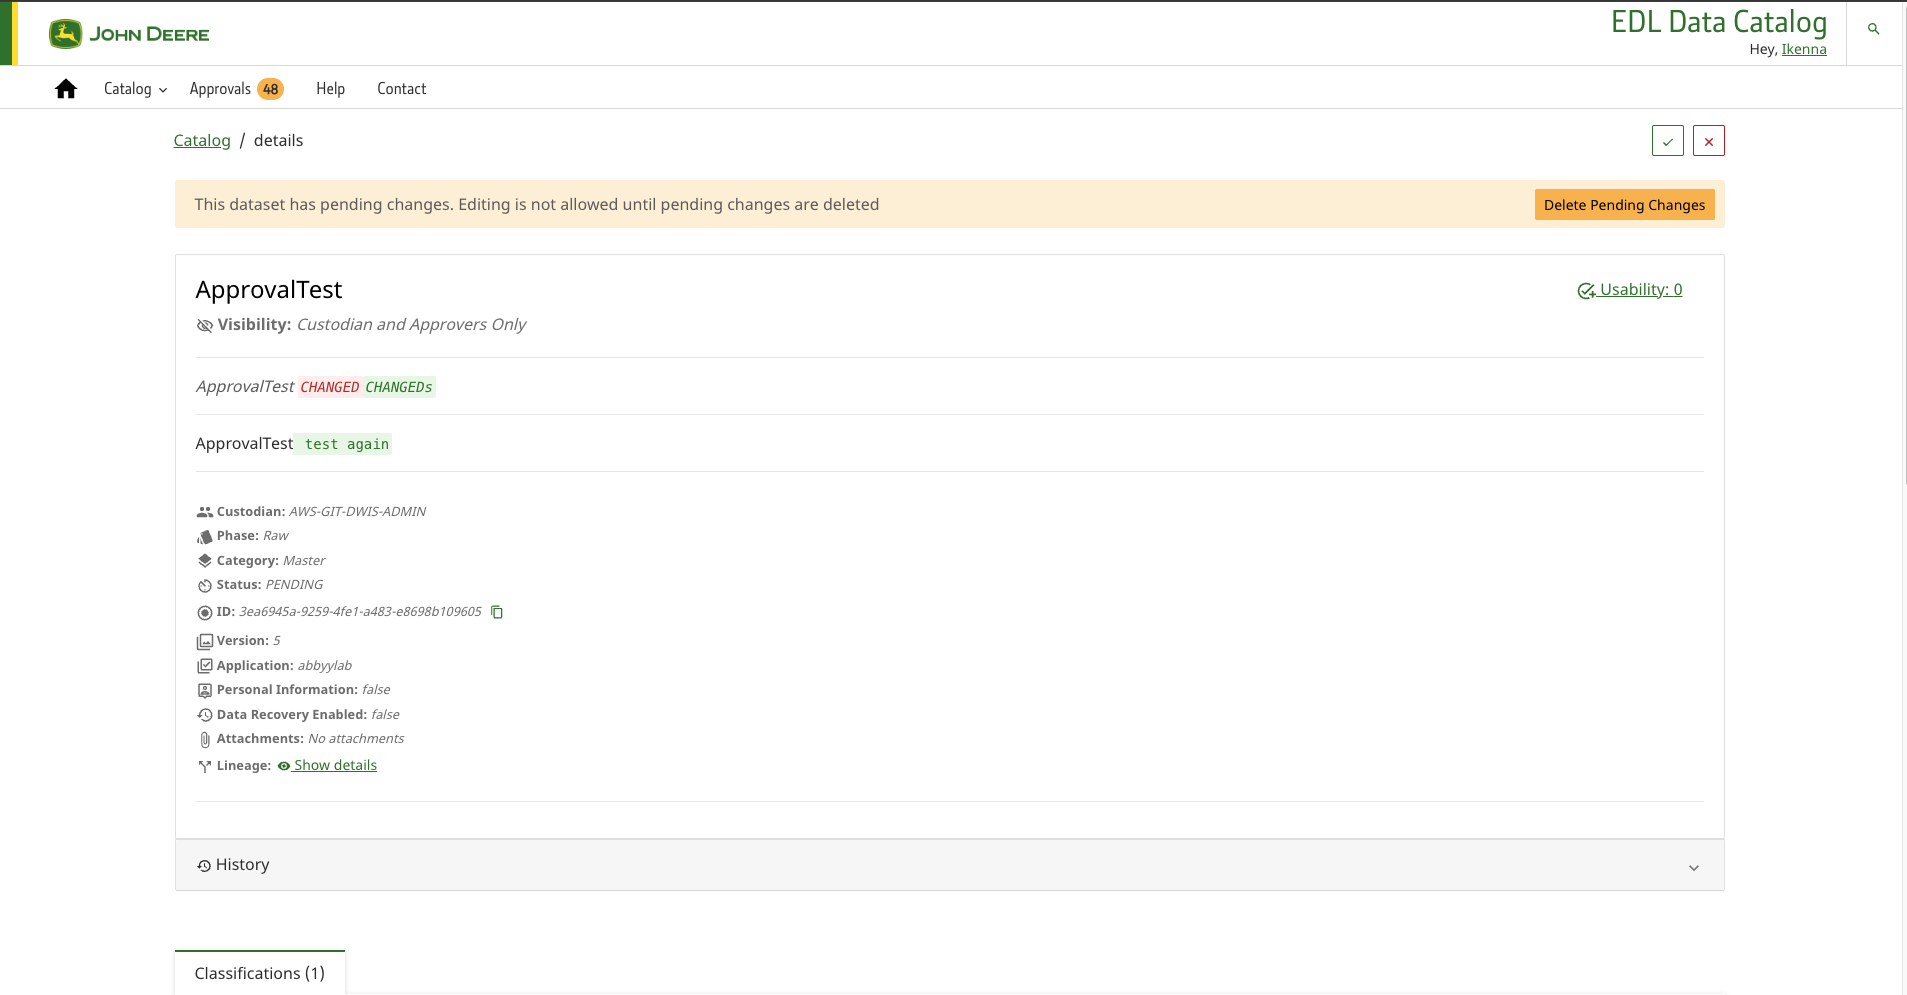 JOHN DEERE
EDL Data Catalog
Hey, Ikenna
Catalog
Approvals 48
Help
Contact
Catalog / details
This dataset has pending changes. Editing is not allowed until pending changes are deleted
Delete Pending Changes
ApprovalTest
Usability: 0
Visibility: Custodian and Approvers Only
ApprovalTest CHANGED CHANGEDs
ApprovalTest test again
Custodian: AWS-GIT-DWIS-ADMIN
Phase: Raw
Category: Master
Status: PENDING
ID: 3ea6945a-9259-4fe1-a483-e8698b109605
Version: 5
Application: abbyylab
Personal Information: false
Data Recovery Enabled: false
Attachments: No attachments
Lineage: Show details
History
Classifications (1)